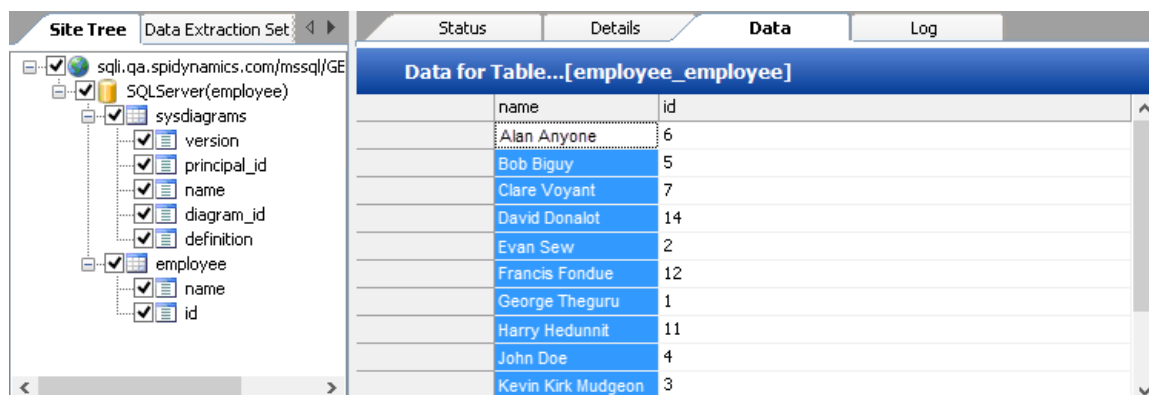 Site Tree
Data Extraction Set
Status
Details
Data
Log
sqli.qa.spidynamics.com/mssql/GE
SQLServer(employee)
sysdiagrams
version
principal_id
name
diagram_id
definition
employee
name
id
Data for Table...[employee_employee]
name id
Alan Anyone 6
Bob Biguy 5
Clare Voyant 7
David Donalot 14
Evan Sew 2
Francis Fondue 12
George Theguru 1
Harry Hedunnit 11
John Doe 4
Kevin Kirk Mudgeon 3